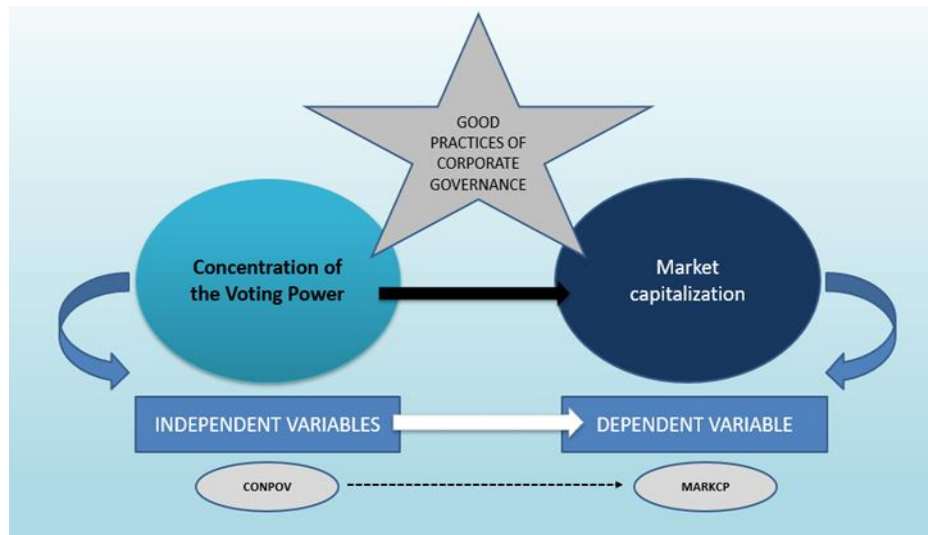 GOOD
PRACTICES OF
CORPORATE
GOVERNANCE
Concentration of
the Voting Power
Market
capitalization
INDEPENDENT VARIABLES
DEPENDENT VARIABLE
CONPOV
MARKCP